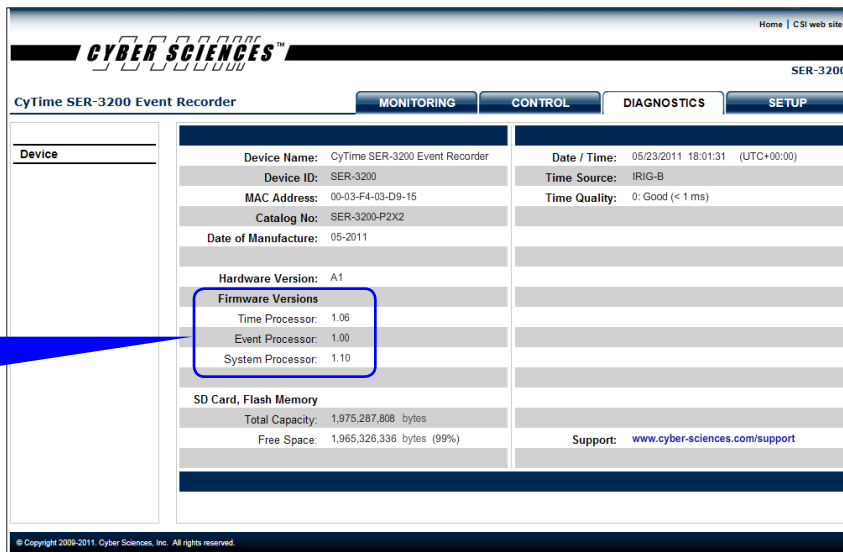 Home | CSI web site
CYBER SCIENCES™
SER-3200
CyTime SER-3200 Event Recorder
MONITORING
CONTROL
DIAGNOSTICS
SETUP
Device
Device Name: CyTime SER-3200 Event Recorder
Device ID: SER-3200
MAC Address: 00-03-F4-03-D9-15
Catalog No: SER-3200-P2X2
Date of Manufacture: 05-2011
Hardware Version: A1
Firmware Versions
Time Processor: 1.06
Event Processor: 1.00
System Processor: 1.10
SD Card, Flash Memory
Total Capacity: 1,975,287,808 bytes
Free Space: 1,965,326,336 bytes (99%)
Date / Time: 05/23/2011 18:01:31 (UTC+00:00)
Time Source: IRIG-B
Time Quality: 0: Good (< 1 ms)
Support: www.cyber-sciences.com/support
© Copyright 2009-2011. Cyber Sciences, Inc. All rights reserved.